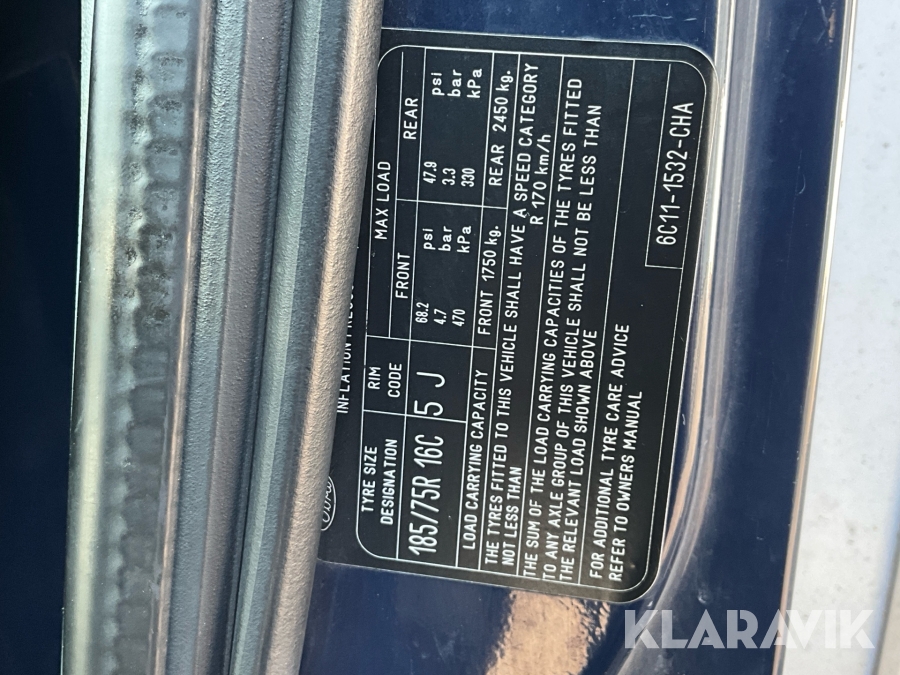 Ford
INFLATION PRESSU
TYRE SIZE DESIGNATION
RIM CODE
MAX LOAD
FRONT
REAR
185/75R 16C
5 J
68.2 psi
4.7 bar
470 kPa
47.9 psi
3.3 bar
330 kPa
LOAD CARRYING CAPACITY
FRONT 1750 kg.
REAR 2450 kg.
THE TYRES FITTED TO THIS VEHICLE SHALL HAVE A SPEED CATEGORY
NOT LESS THAN R 170 km/h
THE SUM OF THE LOAD CARRYING CAPACITIES OF THE TYRES FITTED
TO ANY AXLE GROUP OF THIS VEHICLE SHALL NOT BE LESS THAN
THE RELEVANT LOAD SHOWN ABOVE
FOR ADDITIONAL TYRE CARE ADVICE
REFER TO OWNERS MANUAL
6C11-1532-CHA
KLARAVIK